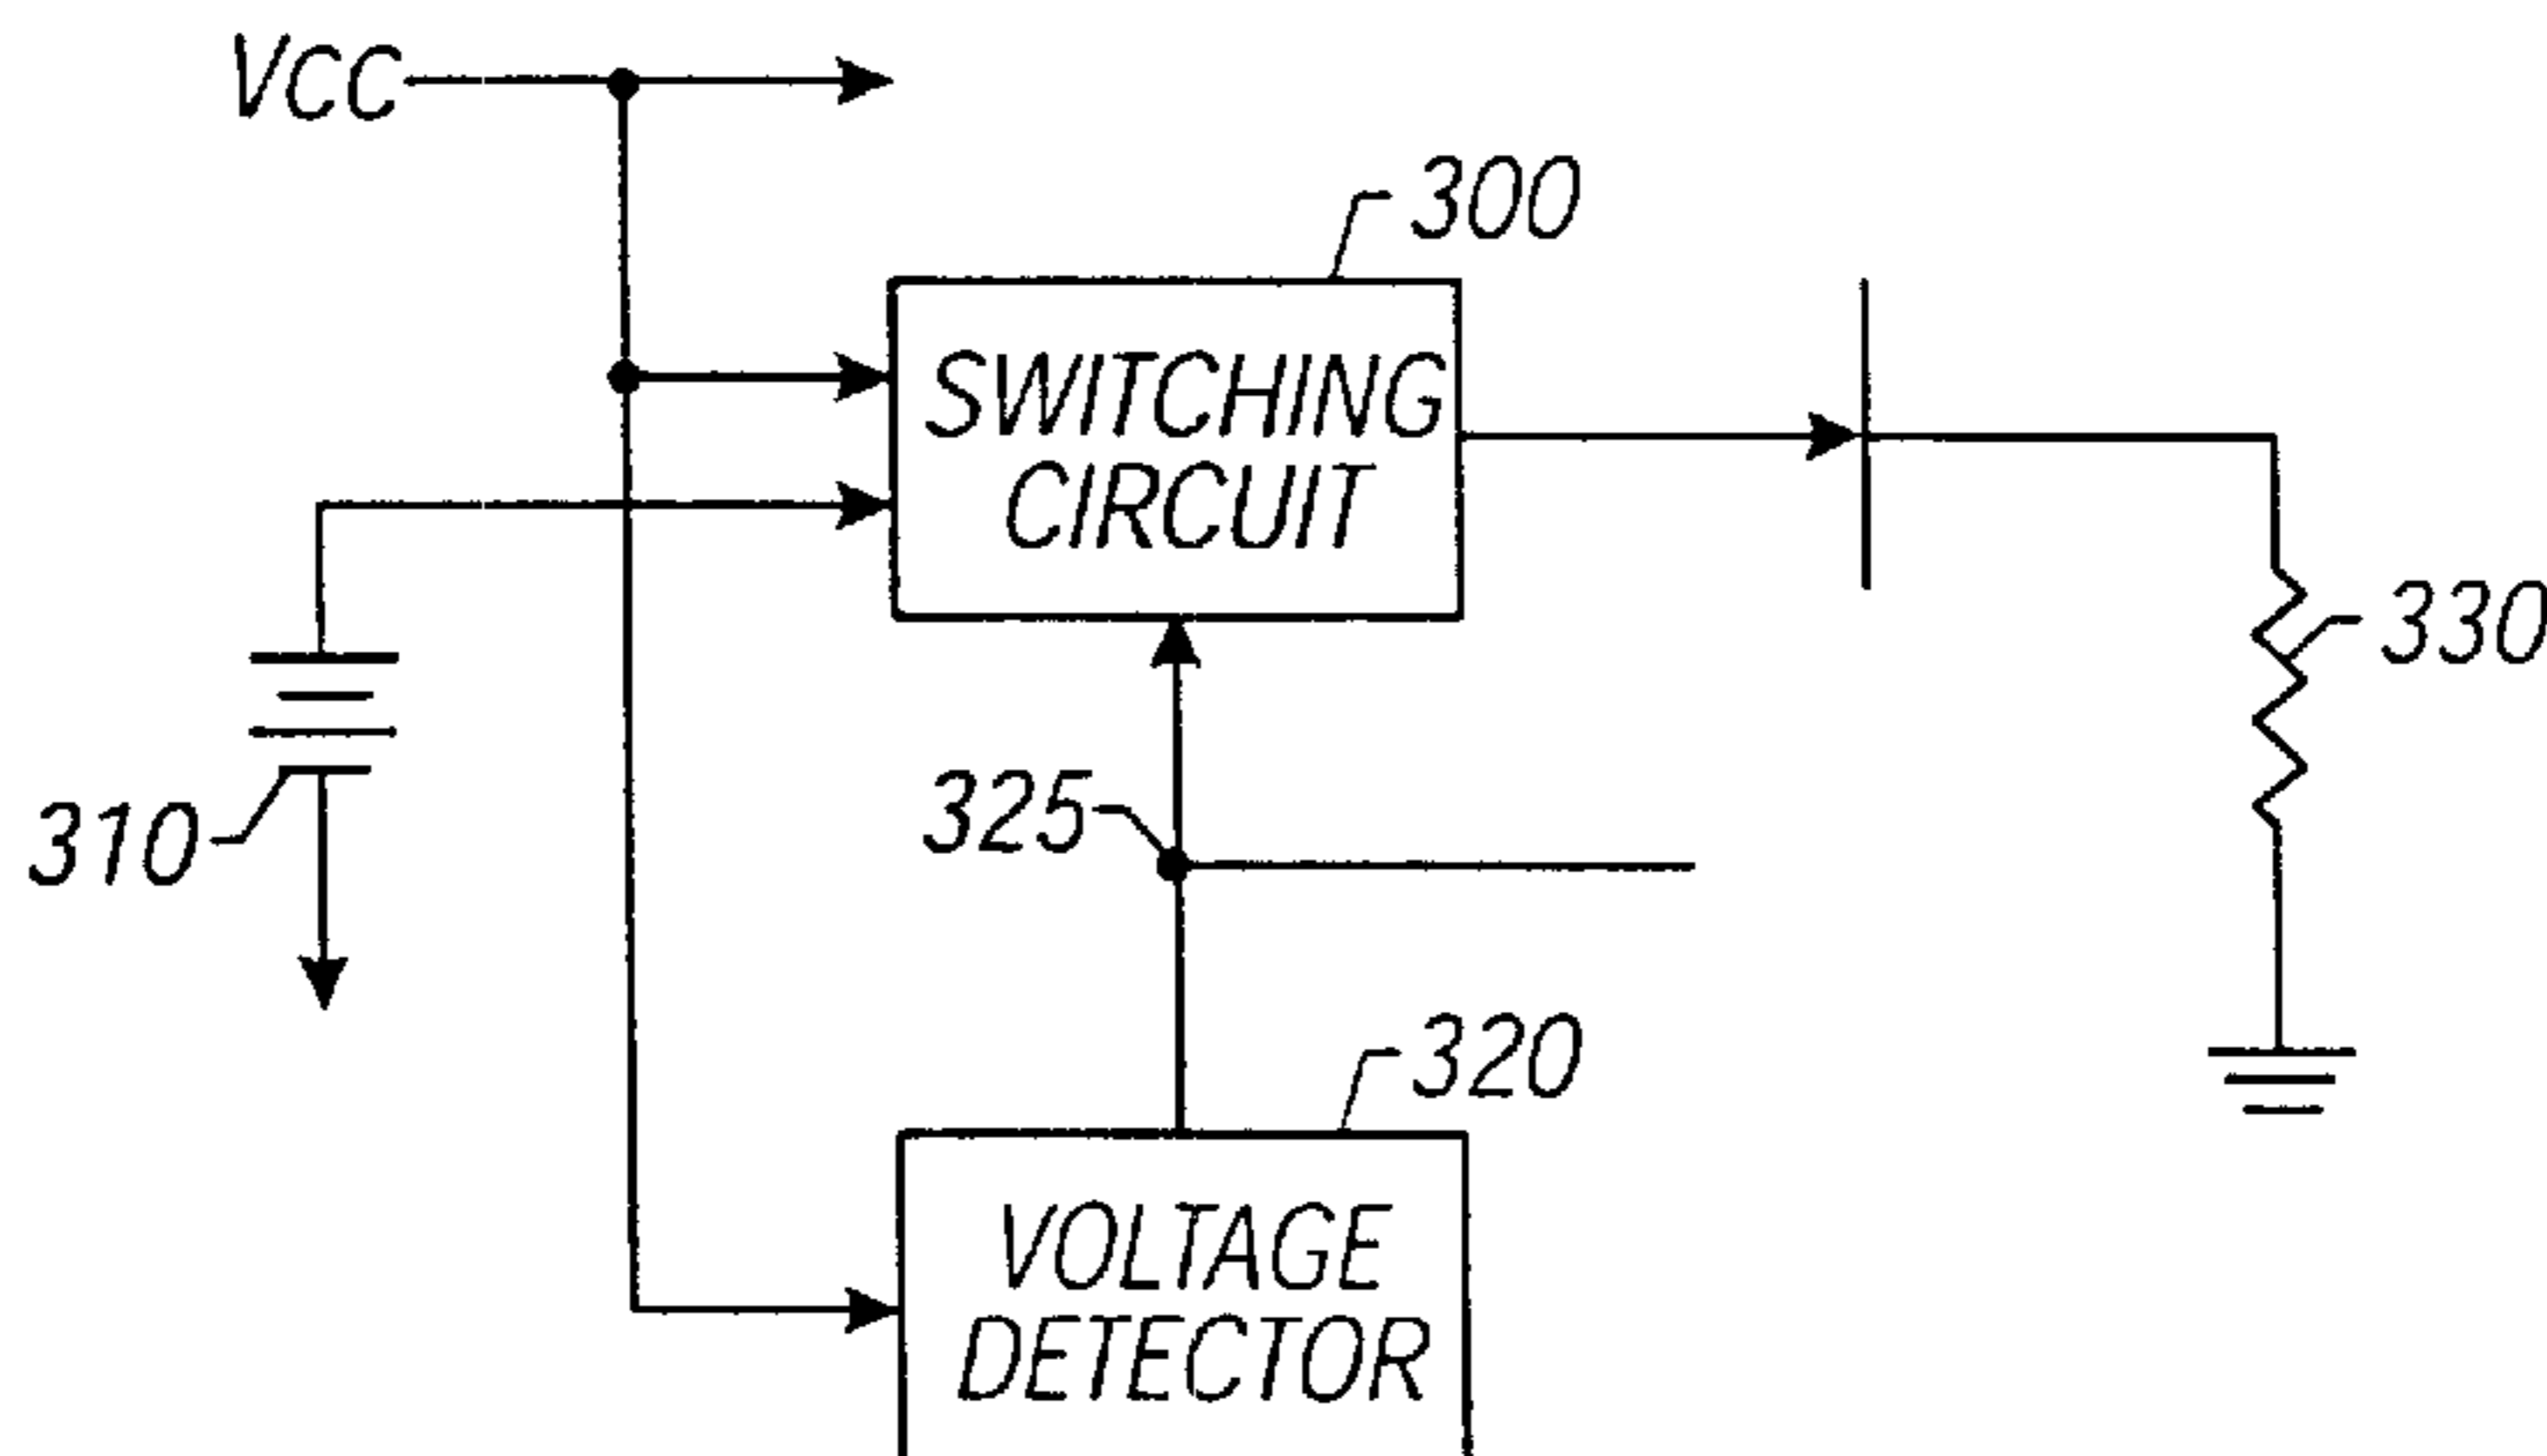 VCC
300
SWITCHING
CIRCUIT
330
310
325
320
VOLTAGE
DETECTOR